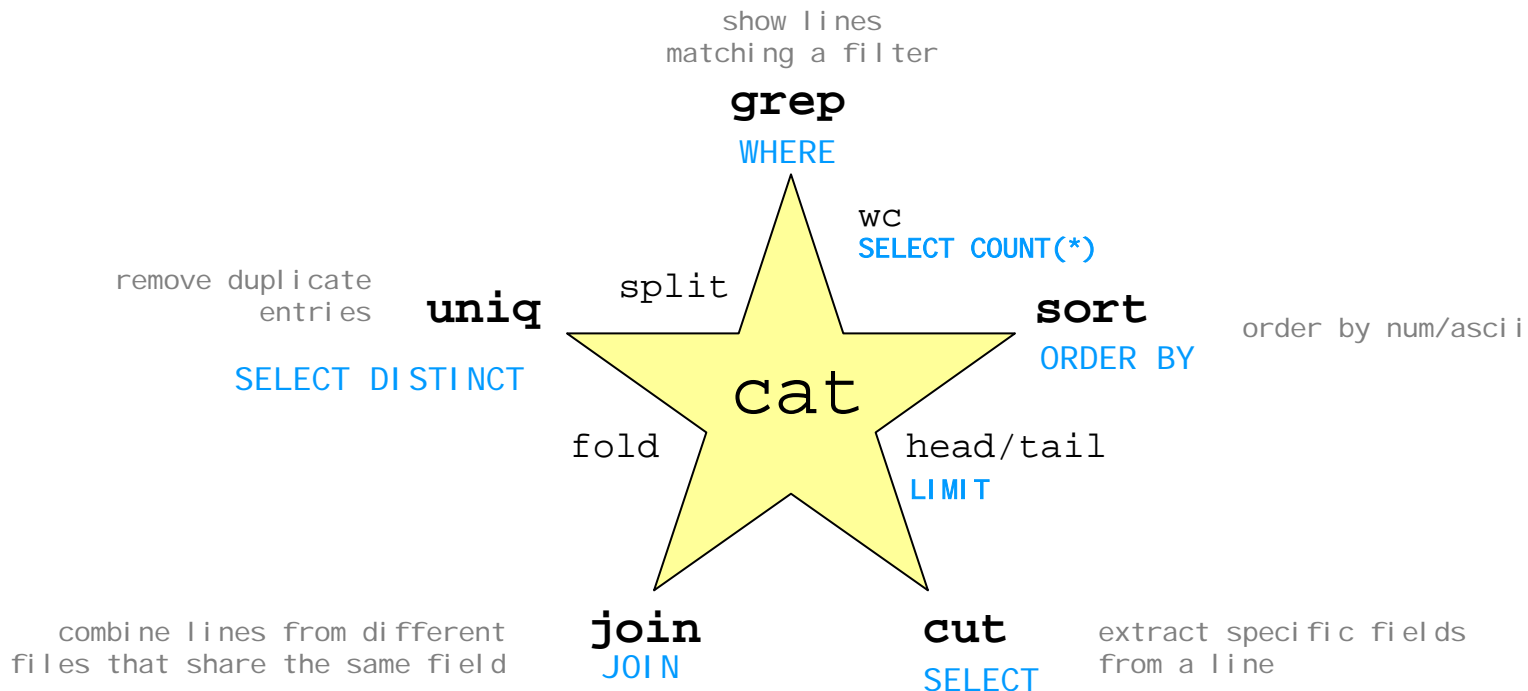 show lines
matching a filter
grep
WHERE
wc
SELECT COUNT(*)
split
remove duplicate
entries
uniq
SELECT DISTINCT
sort
ORDER BY
order by num/ascii
cat
fold
head/tail
LIMIT
combine lines from different
files that share the same field
join
JOIN
cut
SELECT
extract specific fields
from a line